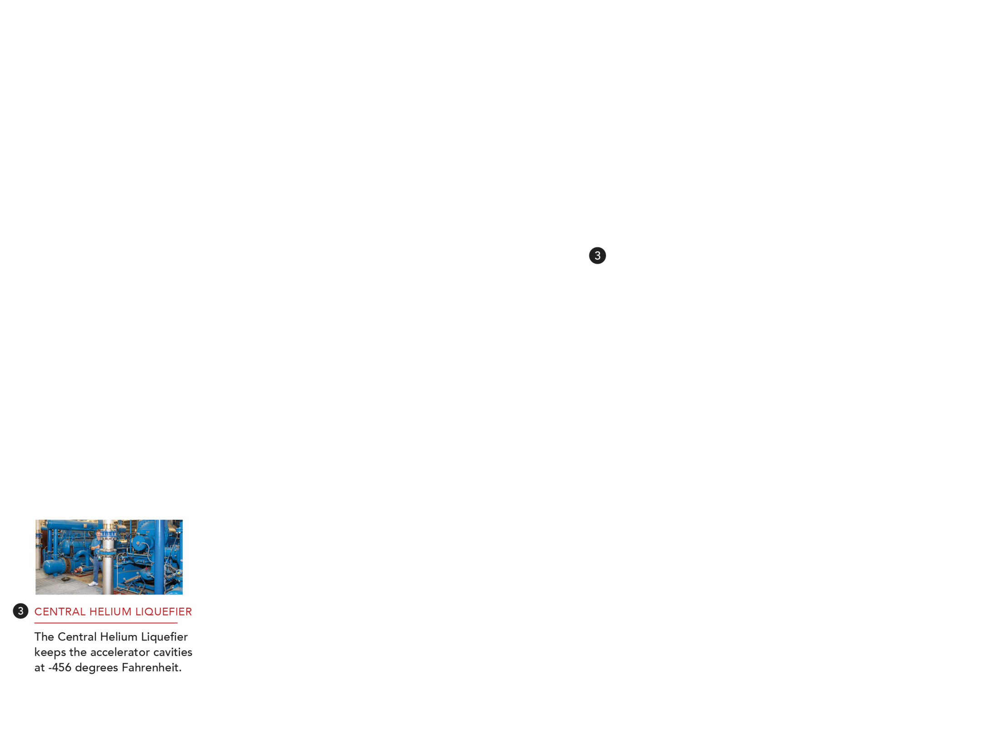 3
3 CENTRAL HELIUM LIQUEFIER
The Central Helium Liquefier
keeps the accelerator cavities
at -456 degrees Fahrenheit.